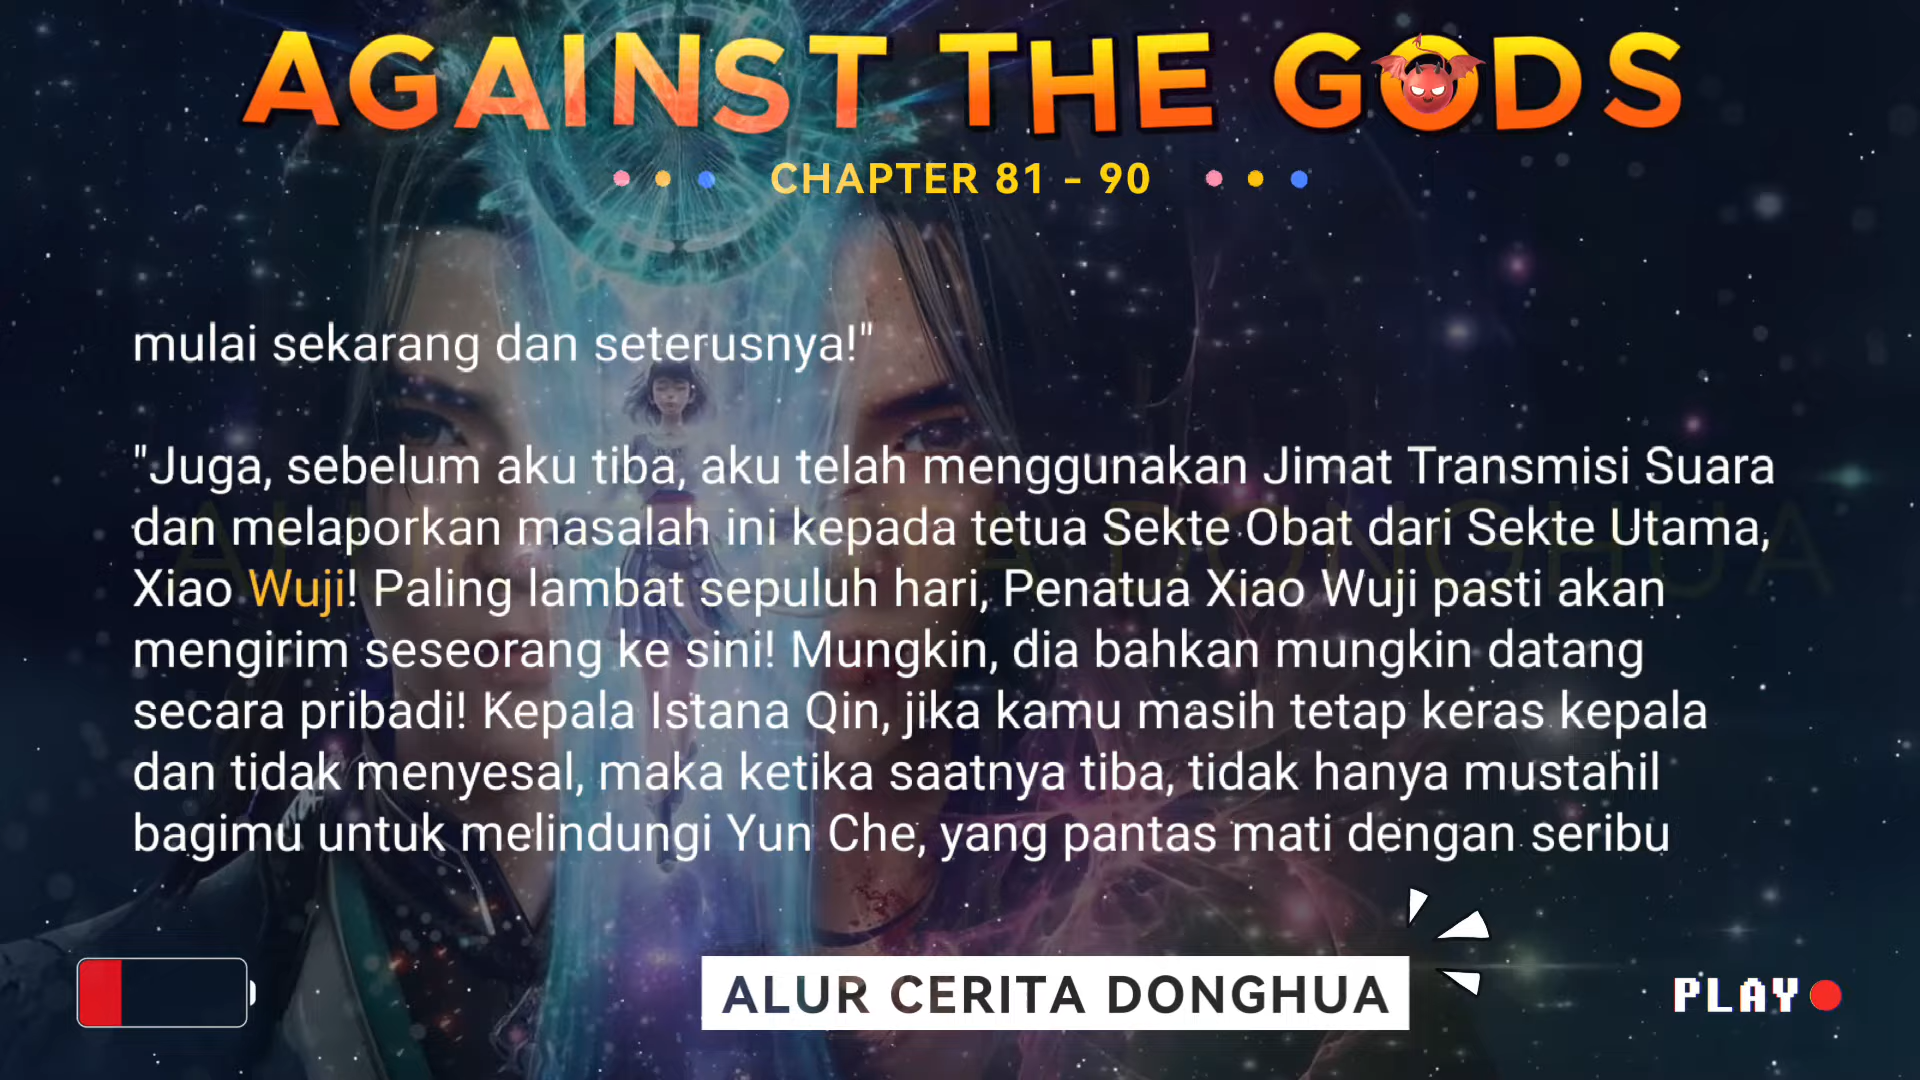 AGAINST THE GODS
CHAPTER 81 - 90
mulai sekarang dan seterusnya!"
"Juga, sebelum aku tiba, aku telah menggunakan Jimat Transmisi Suara
dan melaporkan masalah ini kepada tetua Sekte Obat dari Sekte Utama,
Xiao Wuji! Paling lambat sepuluh hari, Penatua Xiao Wuji pasti akan
mengirim seseorang ke sini! Mungkin, dia bahkan mungkin datang
secara pribadi! Kepala Istana Qin, jika kamu masih tetap keras kepala
dan tidak menyesal, maka ketika saatnya tiba, tidak hanya mustahil
bagimu untuk melindungi Yun Che, yang pantas mati dengan seribu
ALUR CERITA DONGHUA
PLAY